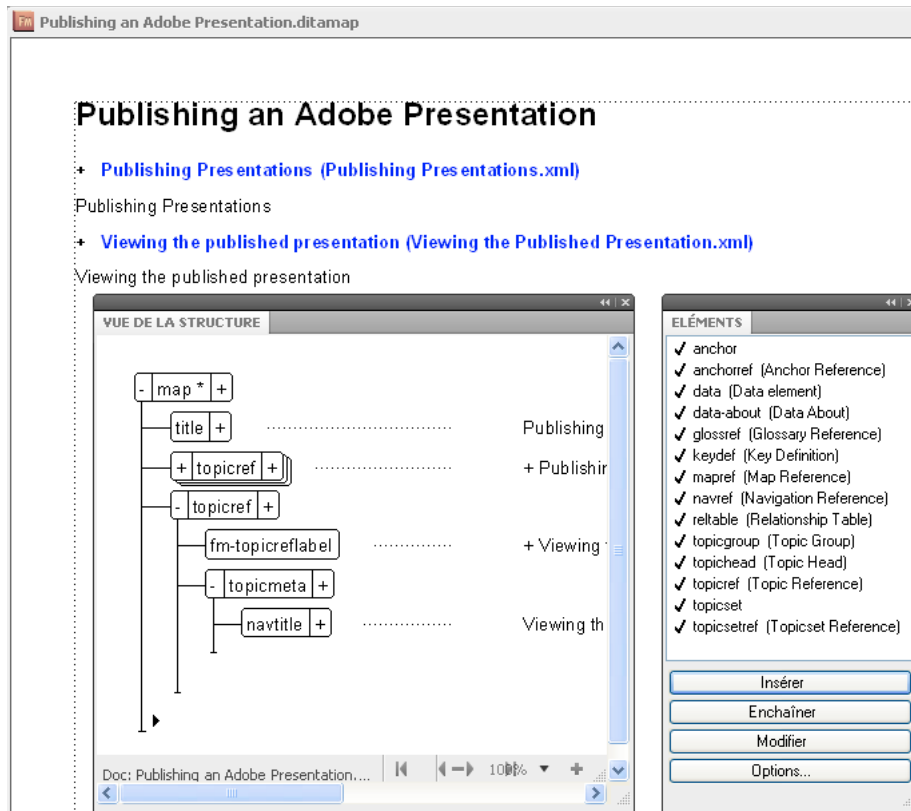 Fm Publishing an Adobe Presentation.ditamap
Publishing an Adobe Presentation
+ Publishing Presentations (Publishing Presentations.xml)
Publishing Presentations
+ Viewing the published presentation (Viewing the Published Presentation.xml)
Viewing the published presentation
VUE DE LA STRUCTURE
- map * +
title + Publishing
+ topicref + + Publishin
- topicref +
fm-topicreflabel + Viewing
- topicmeta +
navtitle + Viewing th
Doc: Publishing an Adobe Presentation.... 100%
ELÉMENTS
✓ anchor
✓ anchorref (Anchor Reference)
✓ data (Data element)
✓ data-about (Data About)
✓ glossref (Glossary Reference)
✓ keydef (Key Definition)
✓ mapref (Map Reference)
✓ navref (Navigation Reference)
✓ reltable (Relationship Table)
✓ topicgroup (Topic Group)
✓ topichead (Topic Head)
✓ topicref (Topic Reference)
✓ topicset
✓ topicsetref (Topicset Reference)
Insérer
Enchaîner
Modifier
Options...